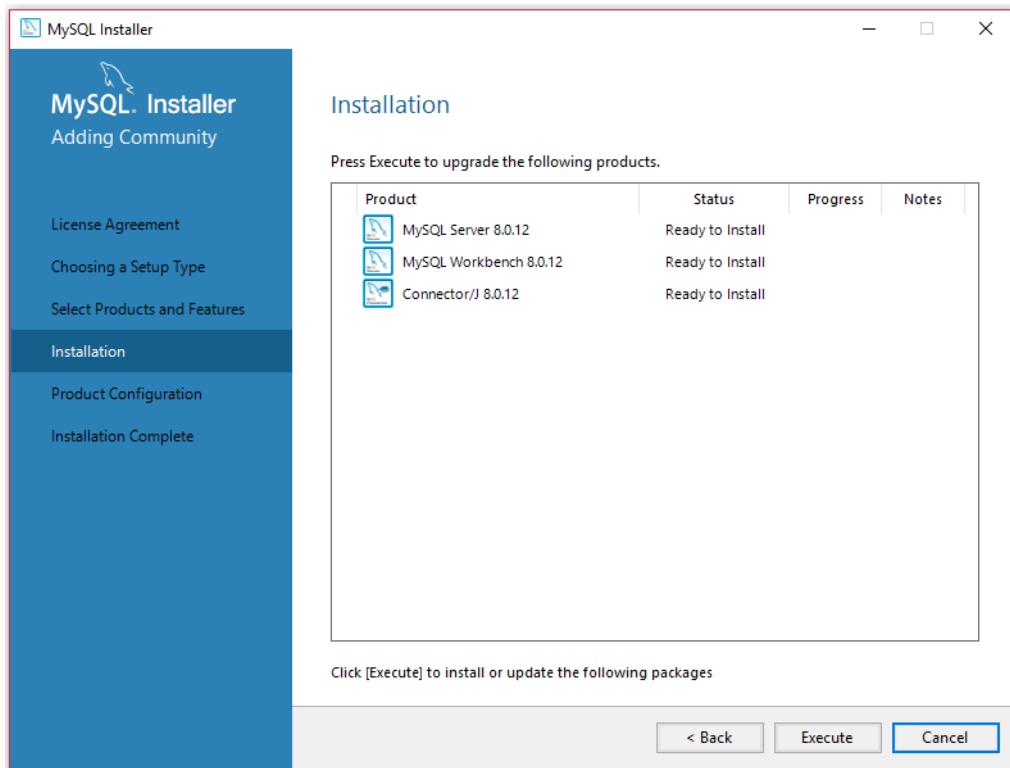 MySQL Installer
MySQL. Installer
Adding Community
License Agreement
Choosing a Setup Type
Select Products and Features
Installation
Product Configuration
Installation Complete
Installation
Press Execute to upgrade the following products.
Product Status Progress Notes
MySQL Server 8.0.12 Ready to Install
MySQL Workbench 8.0.12 Ready to Install
Connector/J 8.0.12 Ready to Install
Click [Execute] to install or update the following packages
< Back Execute Cancel